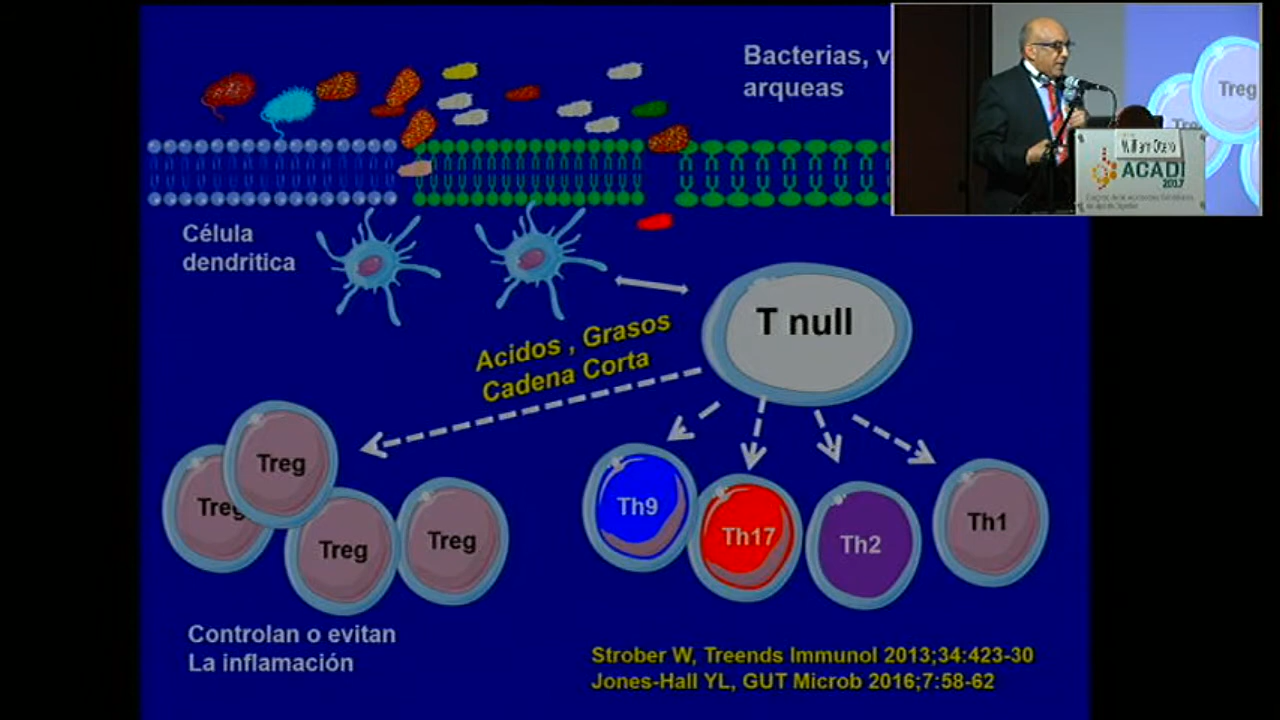 Bacterias, v
arqueas
Treg
William Otero
ACADI
2017
Célula
dendritica
T null
Acidos , Grasos
Cadena Corta
Treg
Treg
Treg
Treg
Th9
Th17
Th2
Th1
Controlan o evitan
La inflamación
Strober W, Treends Immunol 2013;34:423-30
Jones-Hall YL, GUT Microb 2016;7:58-62